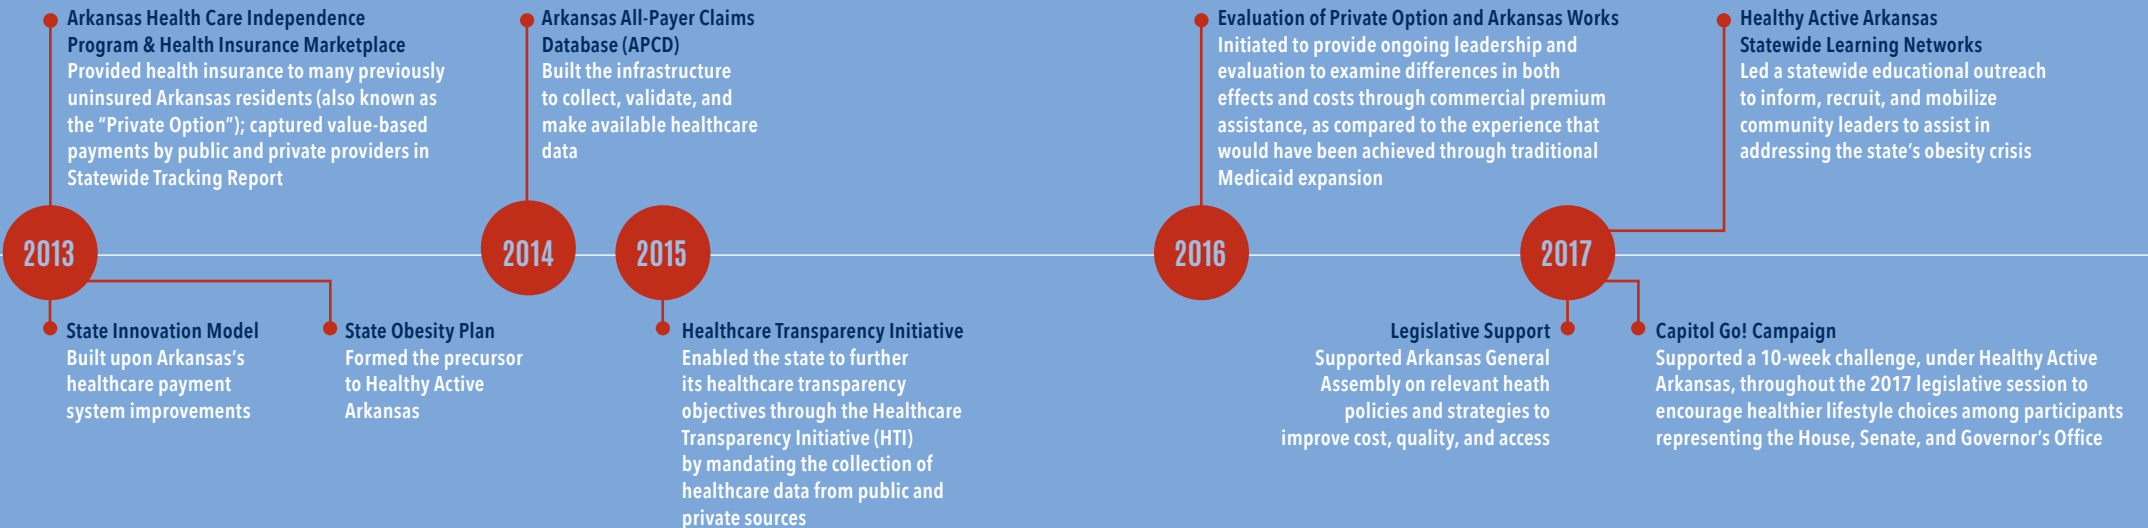 Arkansas Health Care Independence
Program & Health Insurance Marketplace
Provided health insurance to many previously
uninsured Arkansas residents (also known as
the "Private Option"); captured value-based
payments by public and private providers in
Statewide Tracking Report
Arkansas All-Payer Claims
Database (APCD)
Built the infrastructure
to collect, validate, and
make available healthcare
data
Evaluation of Private Option and Arkansas Works
Initiated to provide ongoing leadership and
evaluation to examine differences in both
effects and costs through commercial premium
assistance, as compared to the experience that
would have been achieved through traditional
Medicaid expansion
Healthy Active Arkansas
Statewide Learning Networks
Led a statewide educational outreach
to inform, recruit, and mobilize
community leaders to assist in
addressing the state's obesity crisis
2013
2014
2015
2016
2017
State Innovation Model
Built upon Arkansas's
healthcare payment
system improvements
State Obesity Plan
Formed the precursor
to Healthy Active
Arkansas
Healthcare Transparency Initiative
Enabled the state to further
its healthcare transparency
objectives through the Healthcare
Transparency Initiative (HTI)
by mandating the collection of
healthcare data from public and
private sources
Legislative Support
Supported Arkansas General
Assembly on relevant heath
policies and strategies to
improve cost, quality, and access
Capitol Go! Campaign
Supported a 10-week challenge, under Healthy Active
Arkansas, throughout the 2017 legislative session to
encourage healthier lifestyle choices among participants
representing the House, Senate, and Governor's Office